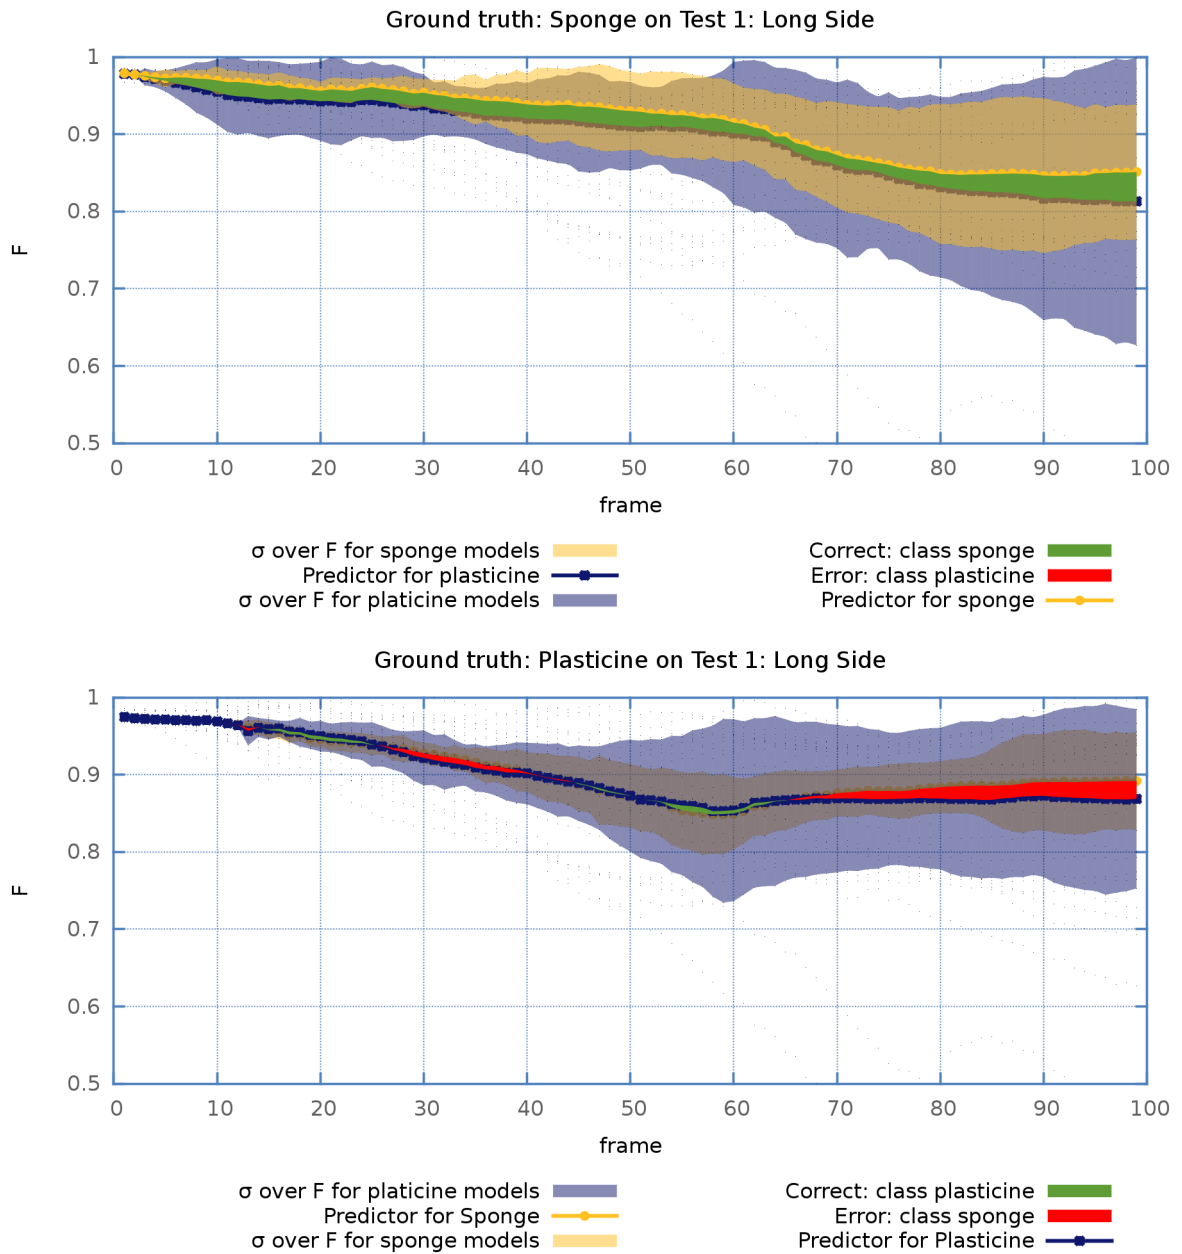 Ground truth: Sponge on Test 1: Long Side
1
0.9
0.8
0.7
0.6
0.5
F
0 10 20 30 40 50 60 70 80 90 100
frame
σ over F for sponge models
Predictor for plasticine
σ over F for platicine models
Correct: class sponge
Error: class plasticine
Predictor for sponge
Ground truth: Plasticine on Test 1: Long Side
1
0.9
0.8
0.7
0.6
0.5
F
0 10 20 30 40 50 60 70 80 90 100
frame
σ over F for platicine models
Predictor for Sponge
σ over F for sponge models
Correct: class plasticine
Error: class sponge
Predictor for Plasticine